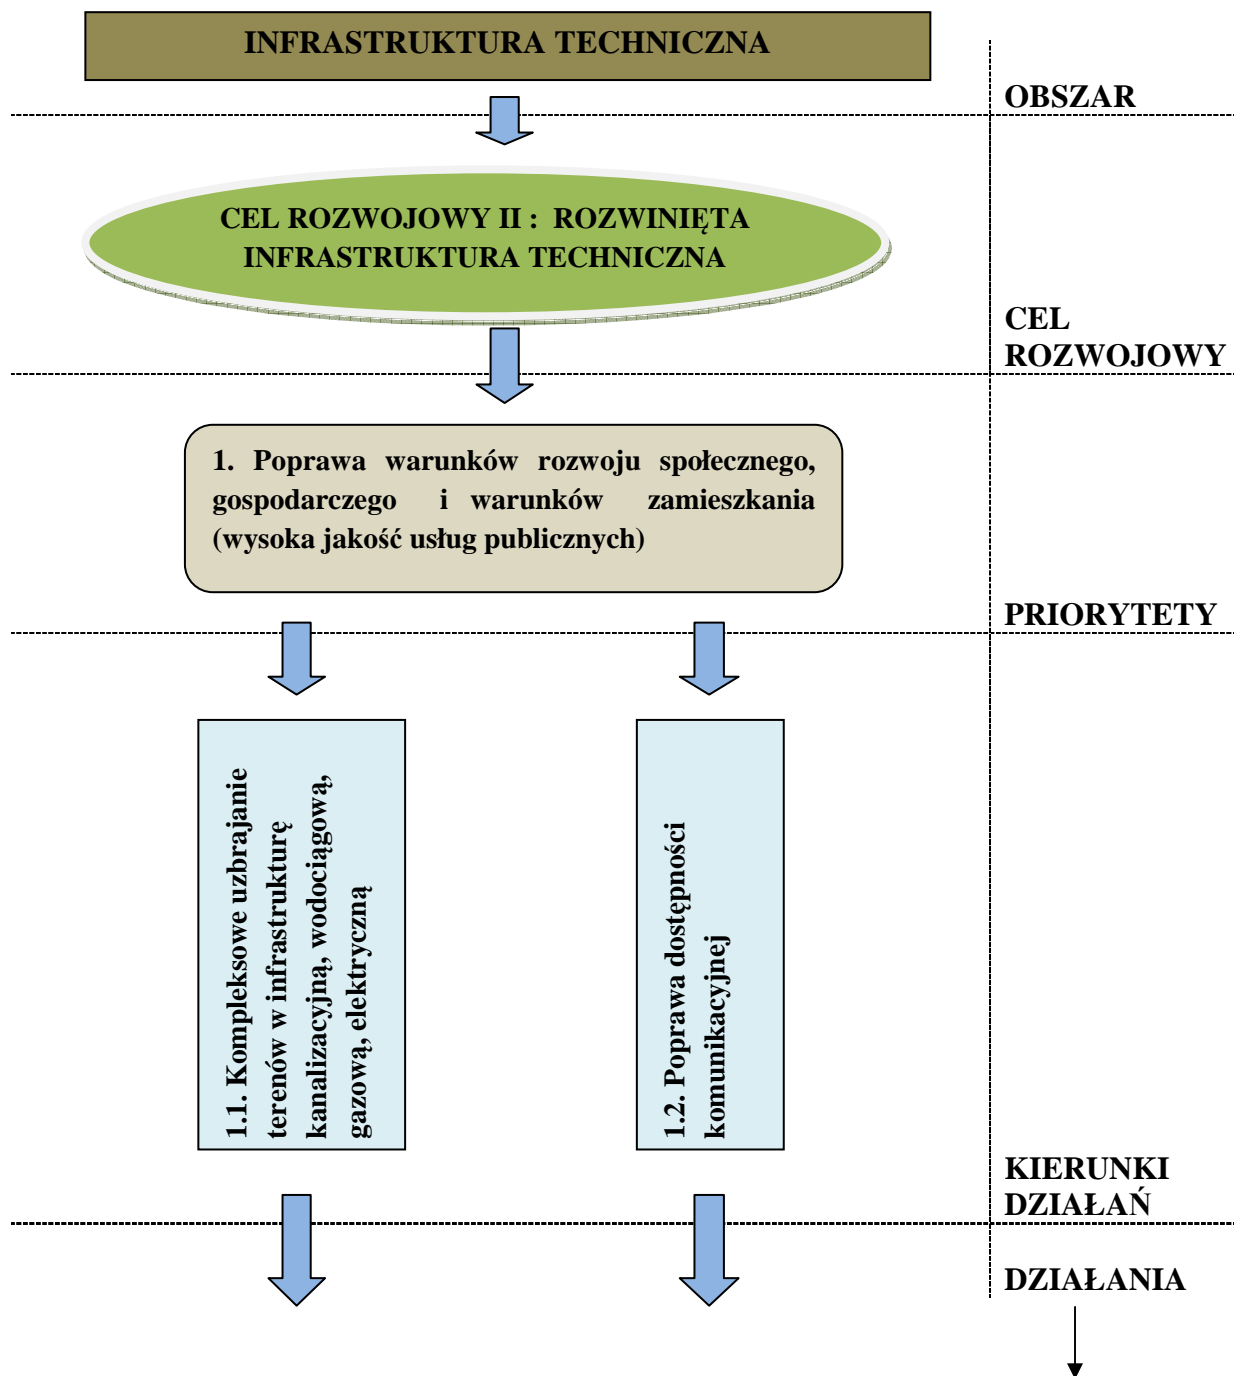 INFRASTRUKTURA TECHNICZNA
OBSZAR
CEL ROZWOJOWY II : ROZWINIĘTA
INFRASTRUKTURA TECHNICZNA
CEL
ROZWOJOWY
1. Poprawa warunków rozwoju społecznego,
gospodarczego i warunków zamieszkania
(wysoka jakość usług publicznych)
PRIORYTETY
1.1. Kompleksowe uzbrajanie
terenów w infrastrukturę
kanalizacyjną, wodociągową,
gazową, elektryczną
1.2. Poprawa dostępności
komunikacyjnej
KIERUNKI
DZIAŁAŃ
DZIAŁANIA